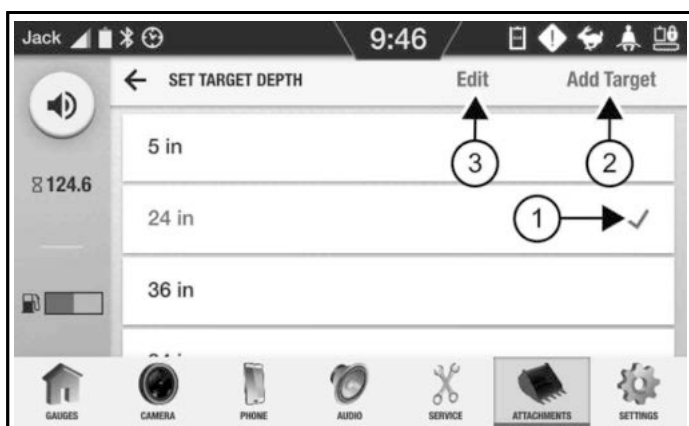 Jack 9:46
SET TARGET DEPTH Edit Add Target
5 in
3 2
124.6
24 in 1
36 in
GAUGES CAMERA PHONE AUDIO SERVICE ATTACHMENTS SETTINGS